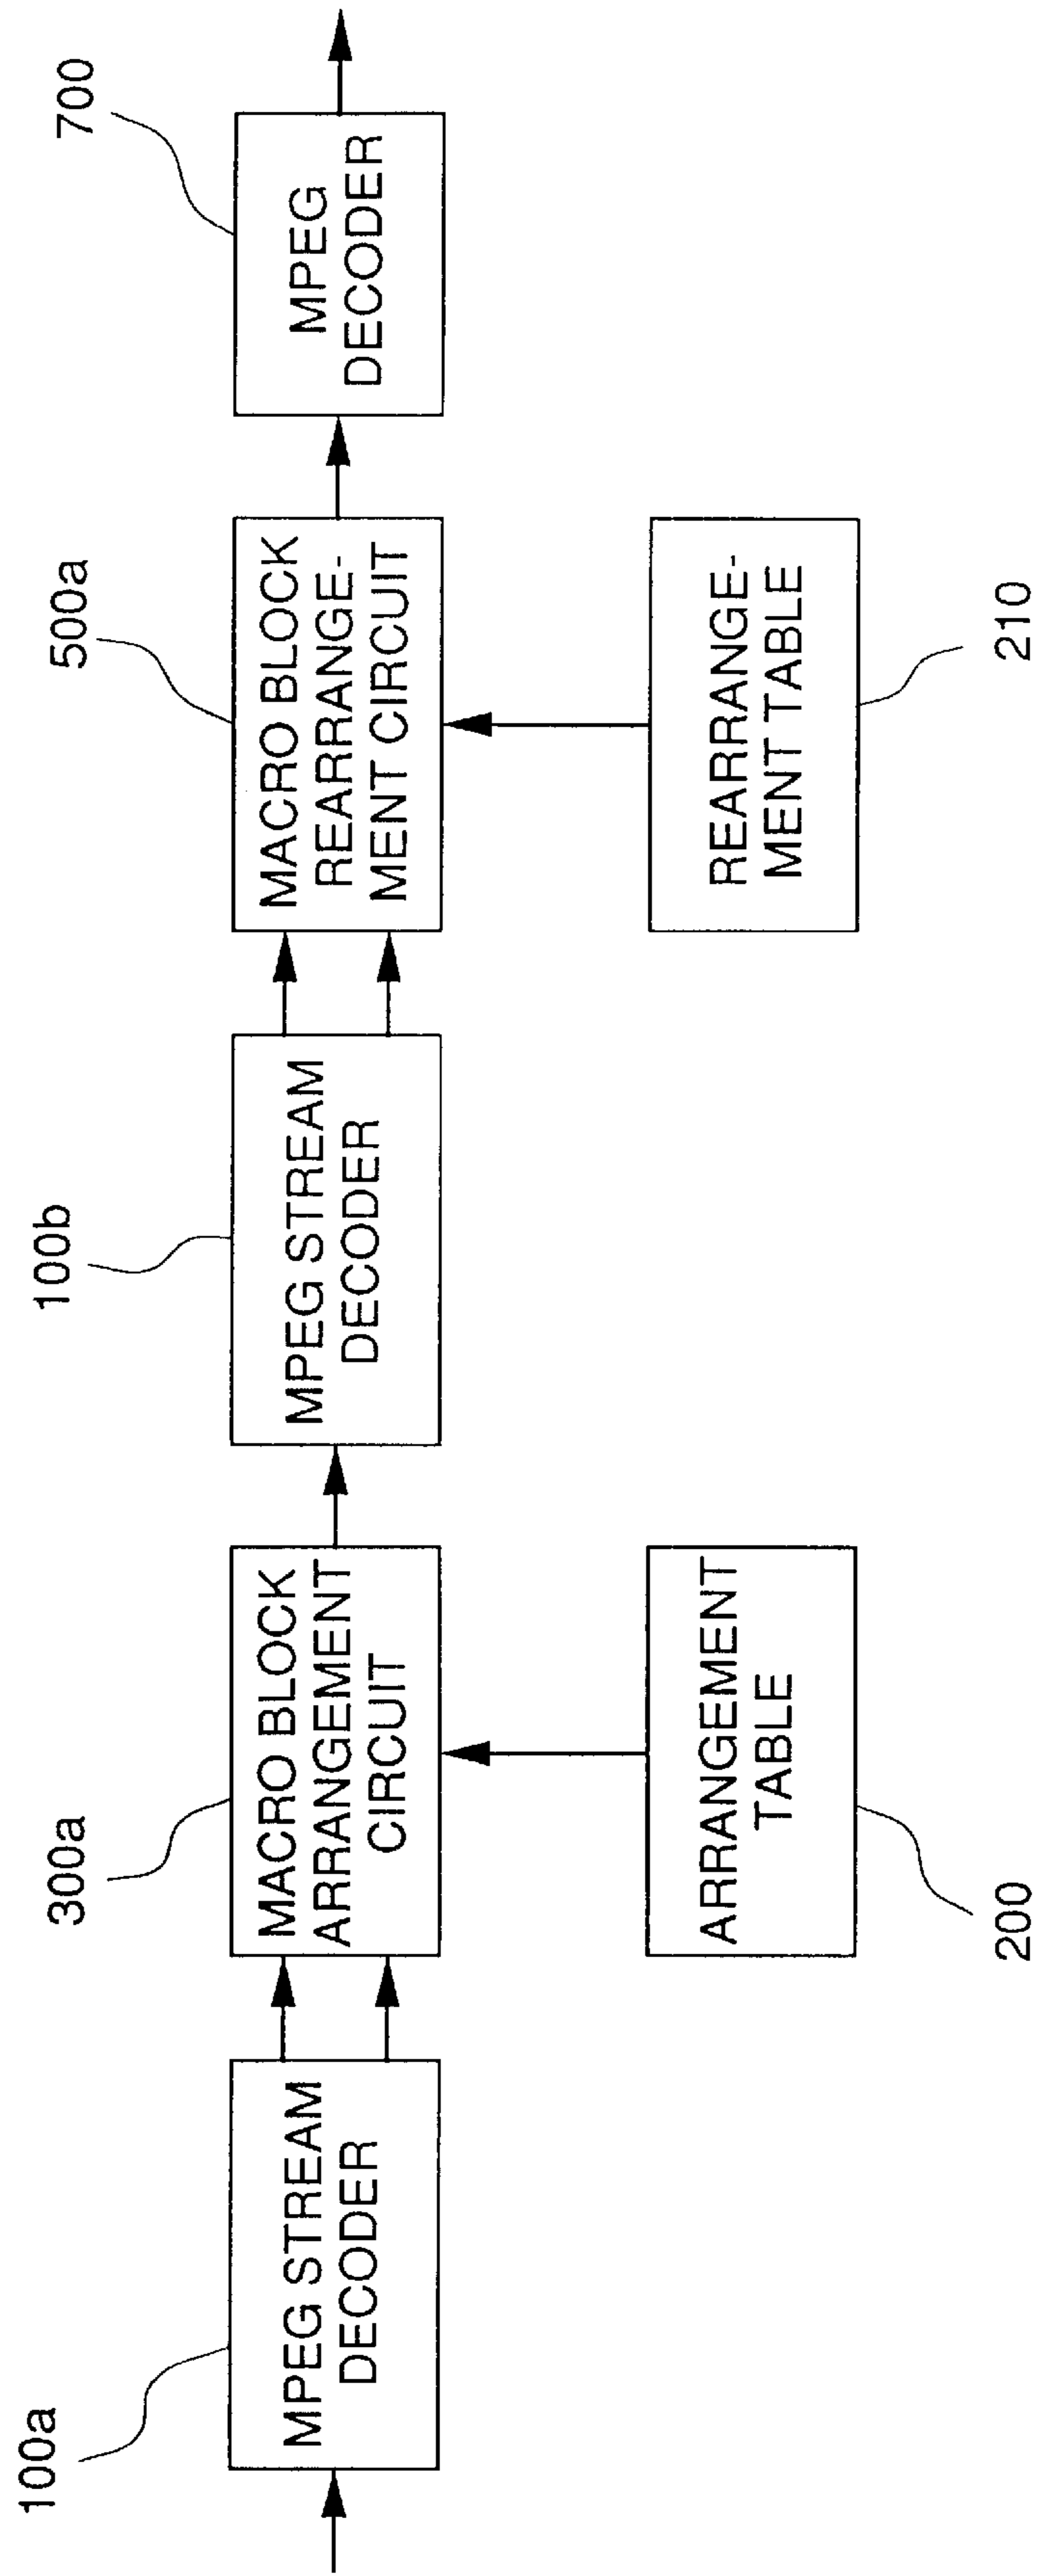 100a
MPEG STREAM
DECODER
300a
MACRO BLOCK
ARRANGEMENT
CIRCUIT
ARRANGEMENT
TABLE
200
100b
MPEG STREAM
DECODER
500a
MACRO BLOCK
REARRANGE-
MENT CIRCUIT
REARRANGE-
MENT TABLE
210
700
MPEG
DECODER